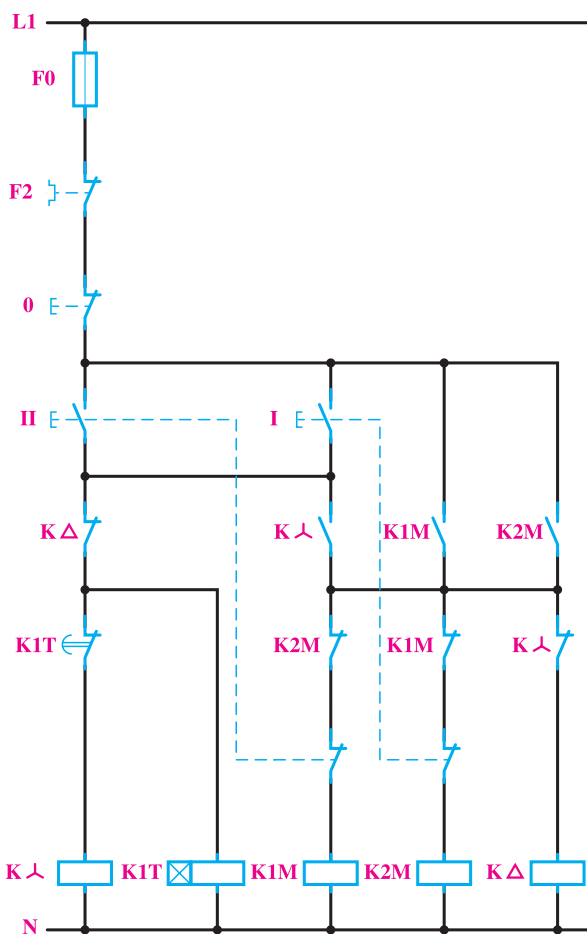 L1
F0
F2
0
II I
K △ K K1M K2M
K1T K2M K1M K
K K1T K1M K2M K △
N